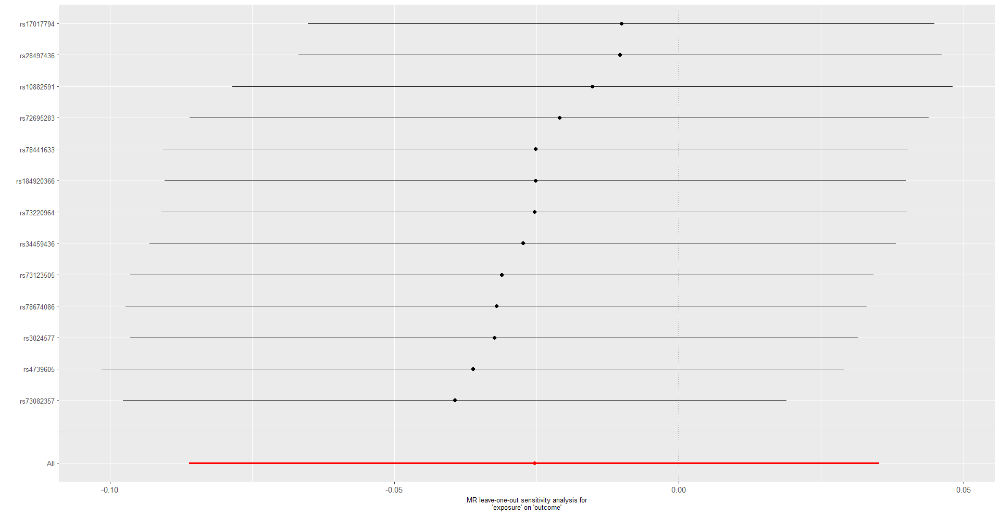 rs17017794
rs28497436
rs10882591
rs72695283
rs78441633
rs184920366
rs73220964
rs34459436
rs73123505
rs78674086
rs3024577
rs4739605
rs73082357
All
-0.10 -0.05 0.00 0.05
MR leave-one-out sensitivity analysis for
'exposure' on 'outcome'